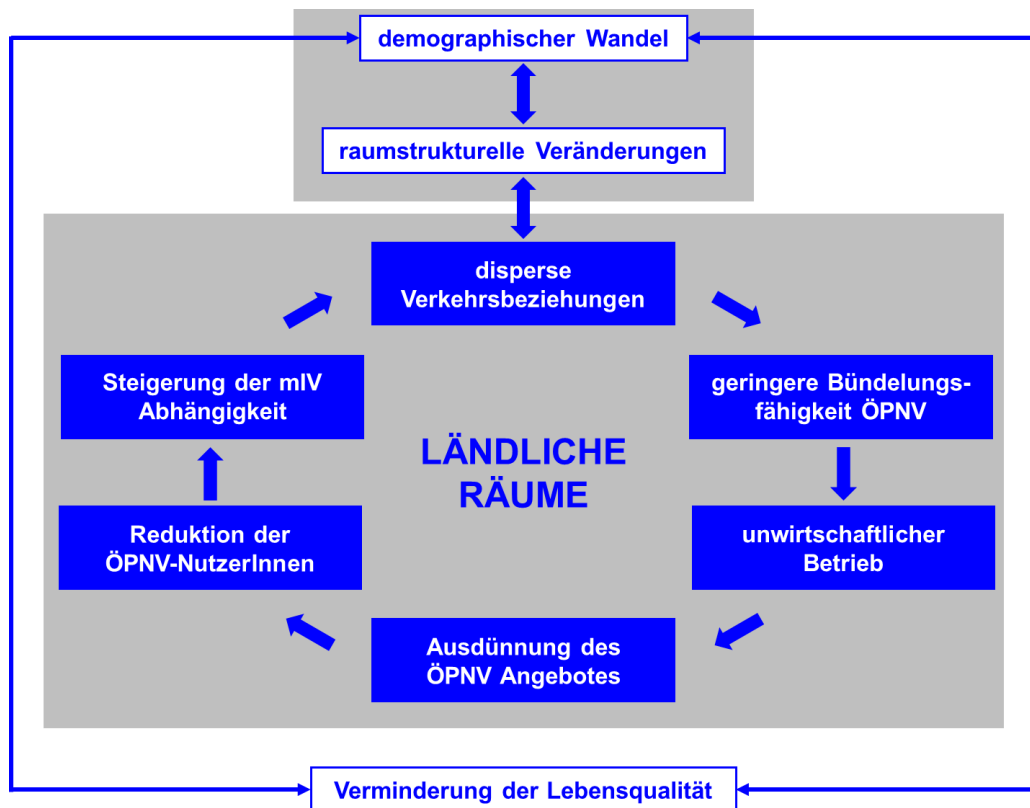 demographischer Wandel
raumstrukturelle Veränderungen
disperse
Verkehrsbeziehungen
Steigerung der mIV
Abhängigkeit
geringere Bündelungs-
fähigkeit ÖPNV
LÄNDLICHE
RÄUME
Reduktion der
ÖPNV-NutzerInnen
unwirtschaftlicher
Betrieb
Ausdünnung des
ÖPNV Angebotes
Verminderung der Lebensqualität